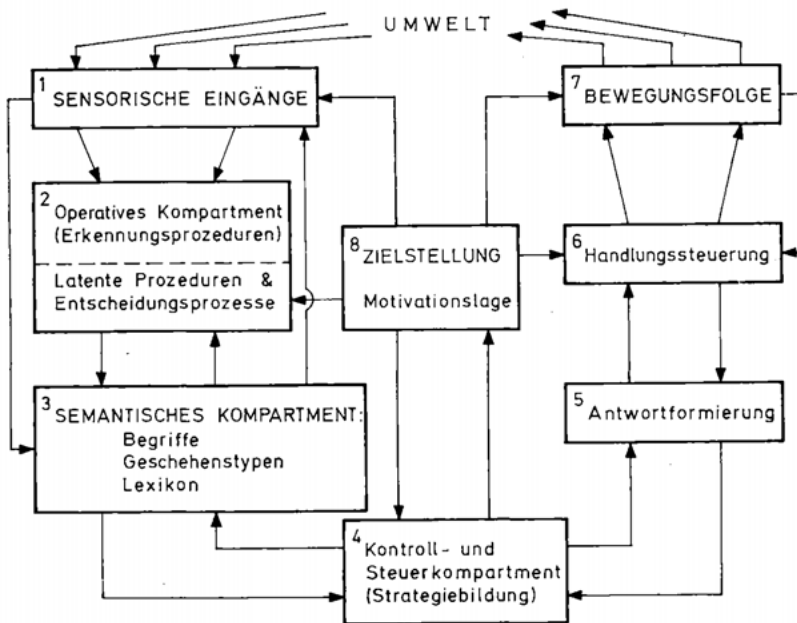 UMWELT
1
SENSORISCHE EINGÄNGE
2
Operatives Kompartment
(Erkennungsprozeduren)
Latente Prozeduren &
Entscheidungsprozesse
3
SEMANTISCHES KOMPARTMENT:
Begriffe
Geschehenstypen
Lexikon
8
ZIELSTELLUNG
Motivationslage
4
Kontroll- und
Steuerkompartment
(Strategiebildung)
7
BEWEGUNGSFOLGE
6
Handlungssteuerung
5
Antwortformierung